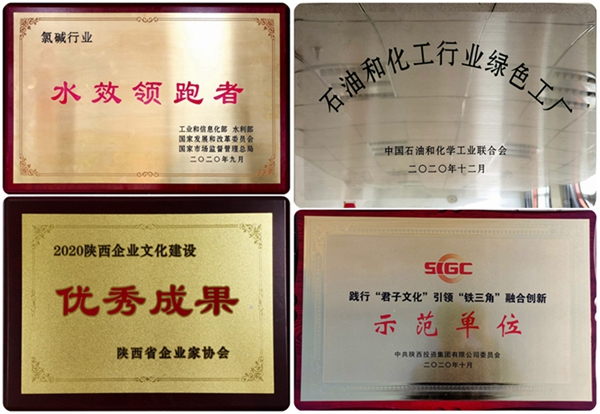 氯碱行业
水效领跑者
工业和信息化部 水利部
国家发展和改革委员会
国家市场监督管理总局
二〇二〇年九月
石油和化工行业绿色工厂
中国石油和化学工业联合会
二〇二〇年十二月
2020陕西企业文化建设
优秀成果
陕西省企业家协会
SIGC
践行“君子文化”引领“铁三角”融合创新
示范单位
中共陕西投资集团有限公司委员会
二〇二〇年十月